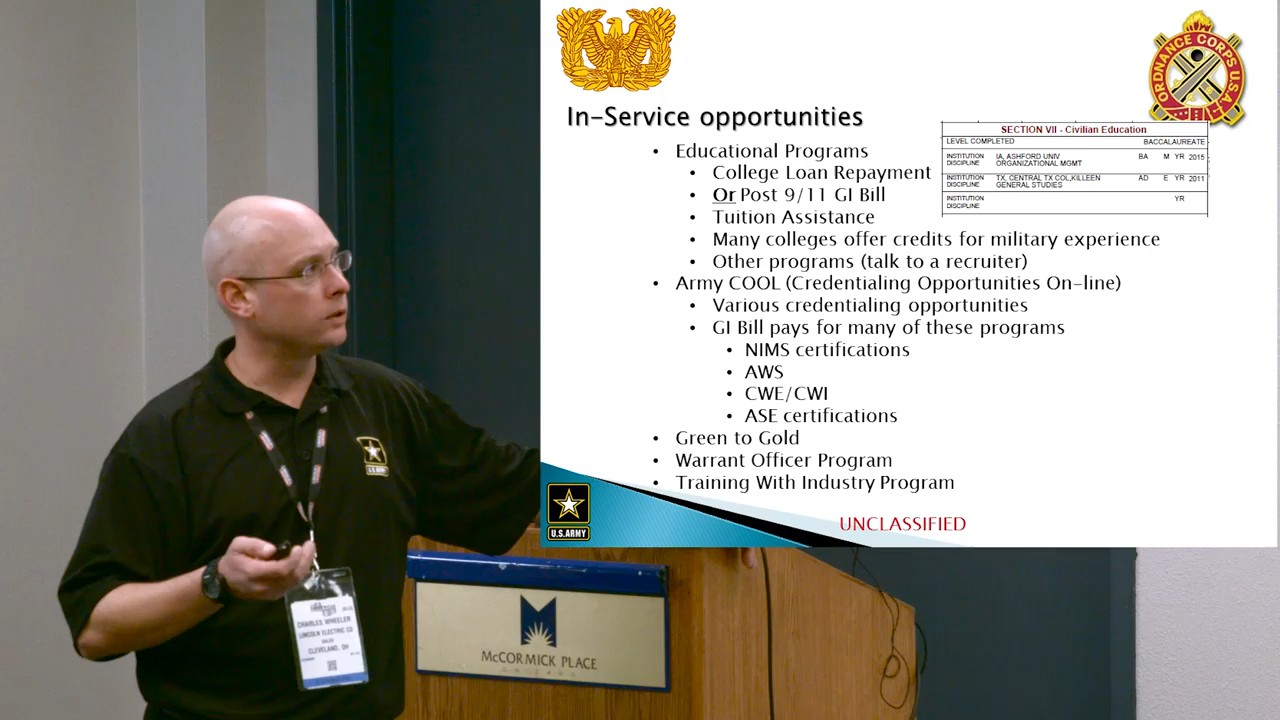 ORDNANCE CORPS U.S.A.
In-Service opportunities
SECTION VII - Civilian Education
LEVEL COMPLETED BACCALAUREATE
INSTITUTION IA, ASHFORD UNIV BA M YR 2015
DISCIPLINE ORGANIZATIONAL MGMT
INSTITUTION TX, CENTRAL TX COL,KILLEEN AD E YR 2011
DISCIPLINE GENERAL STUDIES
INSTITUTION YR
DISCIPLINE
• Educational Programs
• College Loan Repayment
• Or Post 9/11 GI Bill
• Tuition Assistance
• Many colleges offer credits for military experience
• Other programs (talk to a recruiter)
• Army COOL (Credentialing Opportunities On-line)
• Various credentialing opportunities
• GI Bill pays for many of these programs
• NIMS certifications
• AWS
• CWE/CWI
• ASE certifications
• Green to Gold
• Warrant Officer Program
• Training With Industry Program
UNCLASSIFIED
U.S.ARMY
U.S.ARMY
CHARLES WHEELER
LINCOLN ELECTRIC CO
CLEVELAND, OH
McCORMICK PLACE
CHICAGO